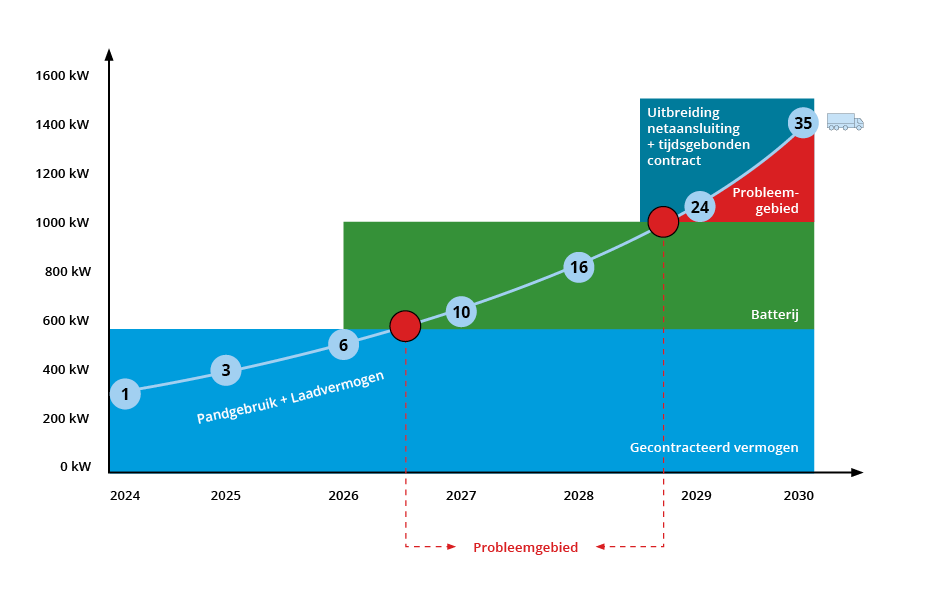 1600 kW
1400 kW
1200 kW
1000 kW
800 kW
600 kW
400 kW
200 kW
0 kW
Uitbreiding
netaansluiting
+ tijdsgebonden
contract
35
Probleem-
gebied
24
16
10
6
3
1
Batterij
Pandgebruik + Laadvermogen
Gecontracteerd vermogen
2024 2025 2026 2027 2028 2029 2030
Probleemgebied